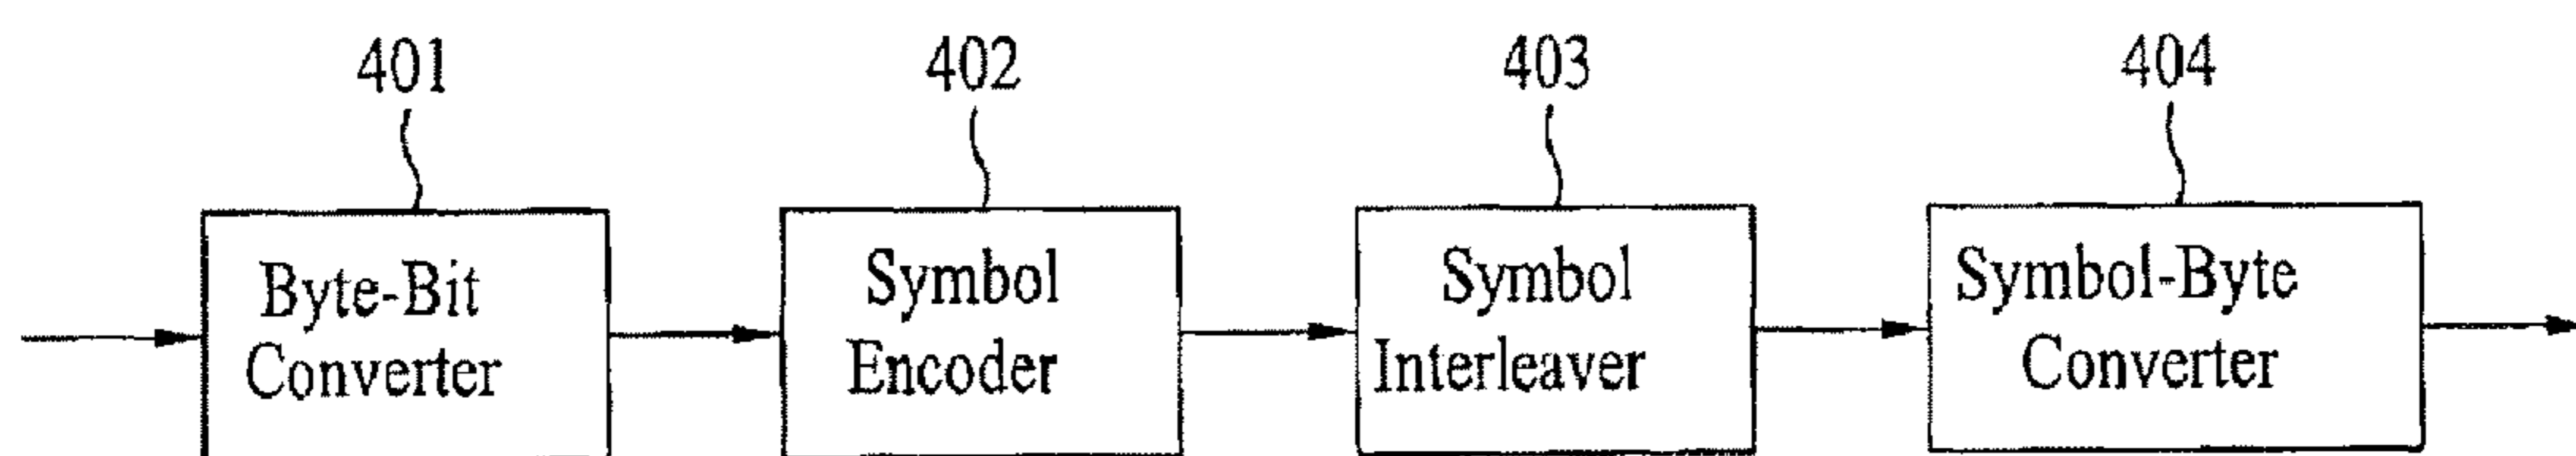 401
402
403
404
Byte-Bit
Converter
Symbol
Encoder
Symbol
Interleaver
Symbol-Byte
Converter